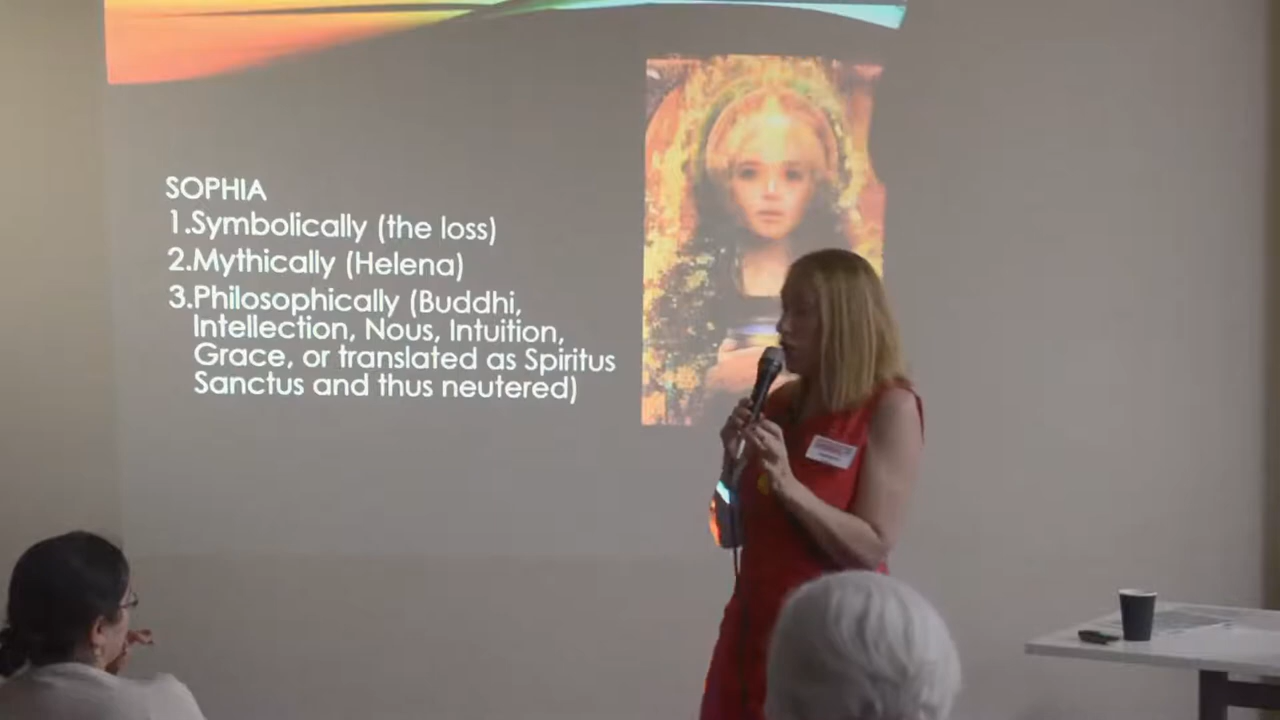 SOPHIA
1.Symbolically (the loss)
2.Mythically (Helena)
3.Philosophically (Buddhi,
Intellection, Nous, Intuition,
Grace, or translated as Spiritus
Sanctus and thus neutered)